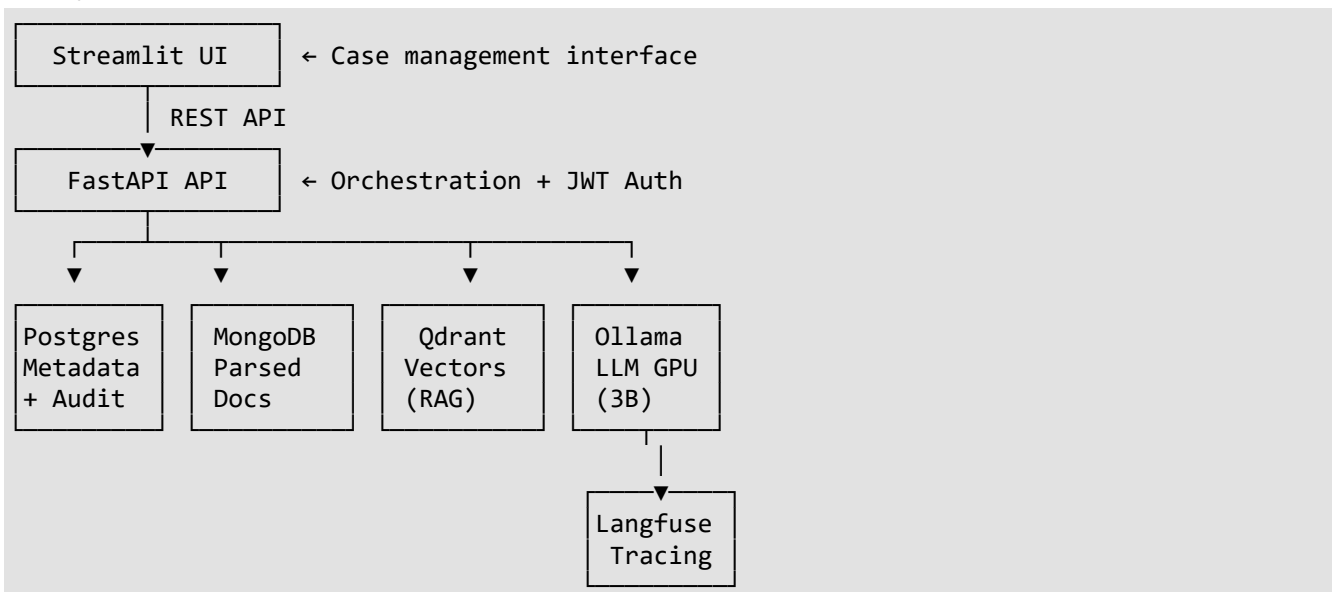 Streamlit UI ← Case management interface
REST API
FastAPI API ← Orchestration + JWT Auth
Postgres MongoDB Qdrant Ollama
Metadata Parsed Vectors LLM GPU
+ Audit Docs (RAG) (3B)
Langfuse
Tracing